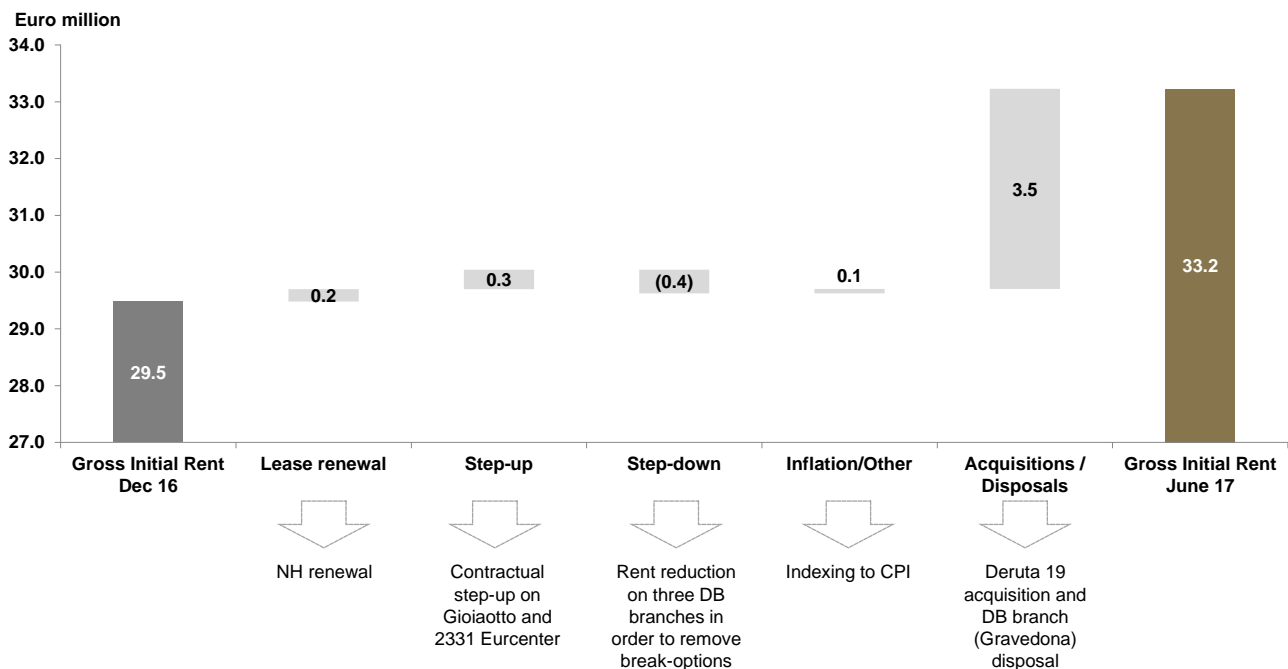 Euro million
34.0
33.0
32.0
31.0
30.0
29.0
28.0
27.0
29.5
0.2
0.3
(0.4)
0.1
3.5
33.2
Gross Initial Rent
Dec 16
Lease renewal
Step-up
Step-down
Inflation/Other
Acquisitions /
Disposals
Gross Initial Rent
June 17
NH renewal
Contractual
step-up on
Gioiaotto and
2331 Eurcenter
Rent reduction
on three DB
branches in
order to remove
break-options
Indexing to CPI
Deruta 19
acquisition and
DB branch
(Gravedona)
disposal